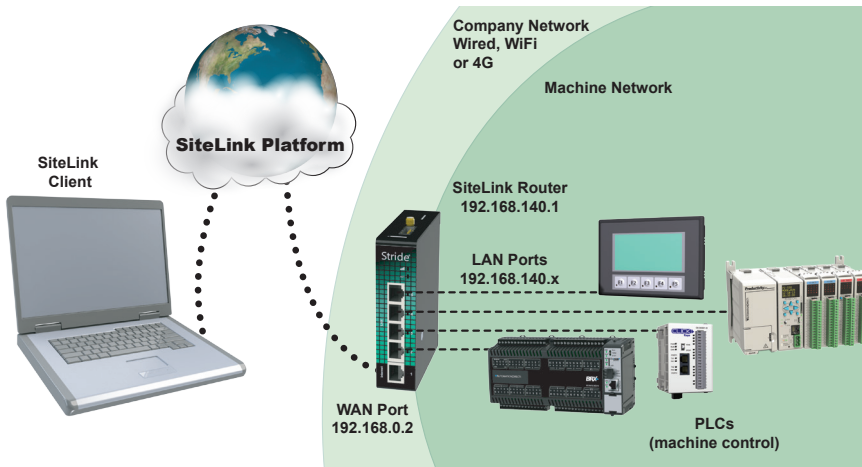 Company Network
Wired, WiFi
or 4G
Machine Network
SiteLink Platform
SiteLink
Client
SiteLink Router
192.168.140.1
Stride
LAN Ports
192.168.140.x
WAN Port
192.168.0.2
BRX
PLCs
(machine control)